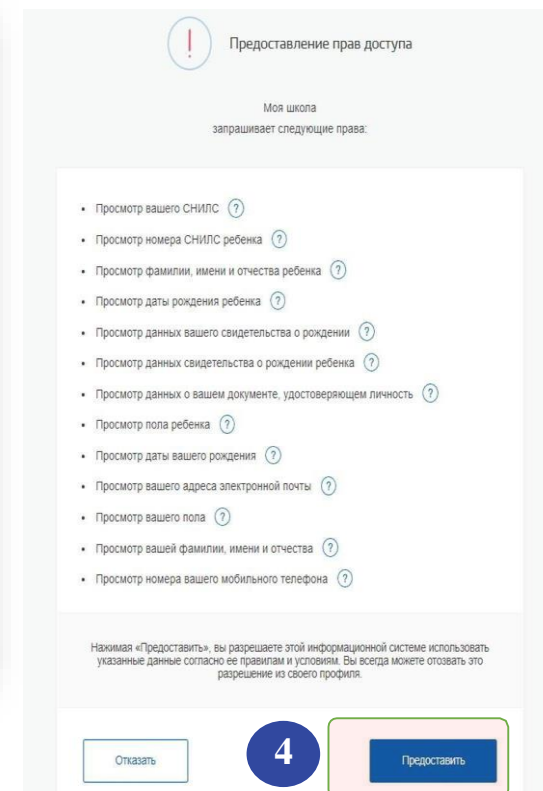 Предоставление прав доступа
Моя школа
запрашивает следующие права:
• Просмотр вашего СНИЛС ?
• Просмотр номера СНИЛС ребенка ?
• Просмотр фамилии, имени и отчества ребенка ?
• Просмотр даты рождения ребенка ?
• Просмотр данных вашего свидетельства о рождении ?
• Просмотр данных свидетельства о рождении ребенка ?
• Просмотр данных о вашем документе, удостоверяющем личность ?
• Просмотр пола ребенка ?
• Просмотр даты вашего рождения ?
• Просмотр вашего адреса электронной почты ?
• Просмотр вашего пола ?
• Просмотр вашей фамилии, имени и отчества ?
• Просмотр номера вашего мобильного телефона ?
Нажимая «Предоставить», вы разрешаете этой информационной системе использовать
указанные данные согласно ее правилам и условиям. Вы всегда можете отозвать это
разрешение из своего профиля.
Отказать
4
Предоставить